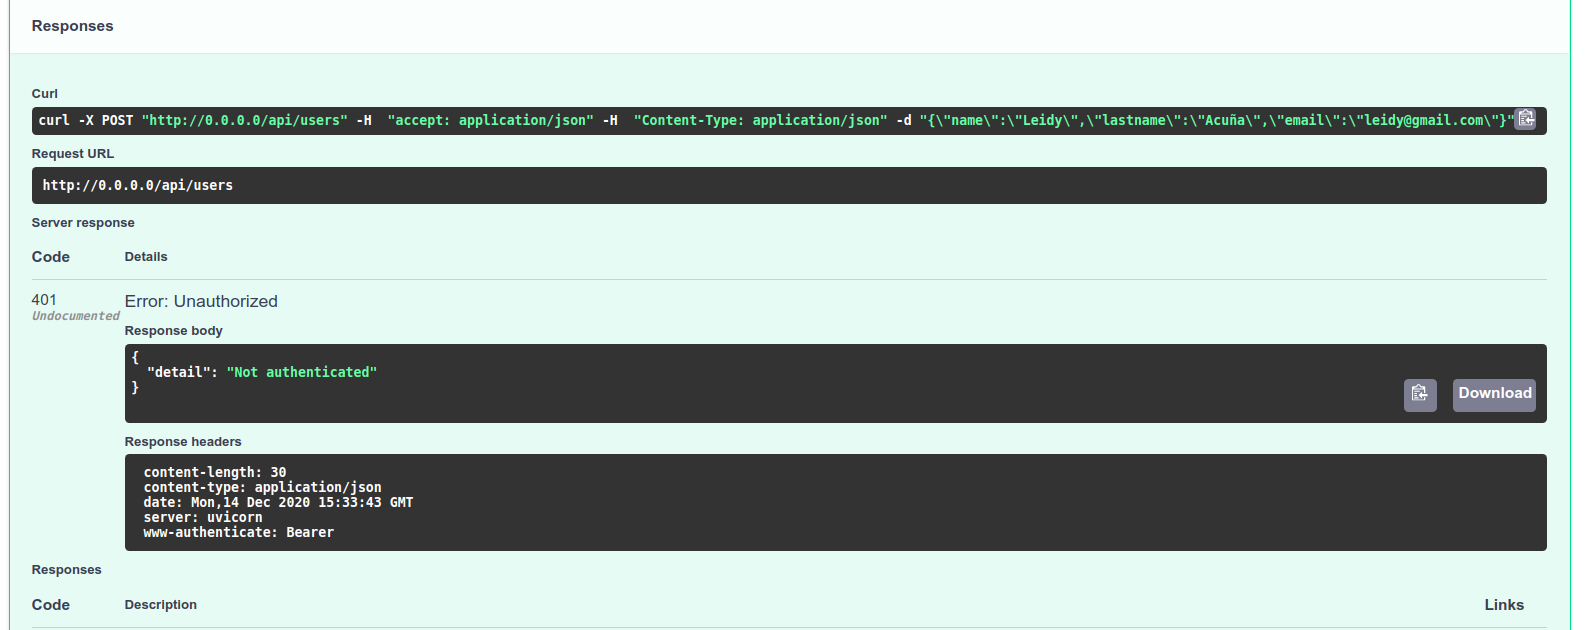 Responses
Curl
curl -X POST "http://0.0.0.0/api/users" -H  "accept: application/json" -H  "Content-Type: application/json" -d "{\"name\":\"Leidy\",\"lastname\":\"Acuña\",\"email\":\"leidy@gmail.com\"}"
Request URL
http://0.0.0.0/api/users
Server response
Code Details
401 Error: Unauthorized
Undocumented
Response body
{
"detail": "Not authenticated"
}
Download
Response headers
content-length: 30
content-type: application/json
date: Mon,14 Dec 2020 15:33:43 GMT
server: uvicorn
www-authenticate: Bearer
Responses
Code Description Links